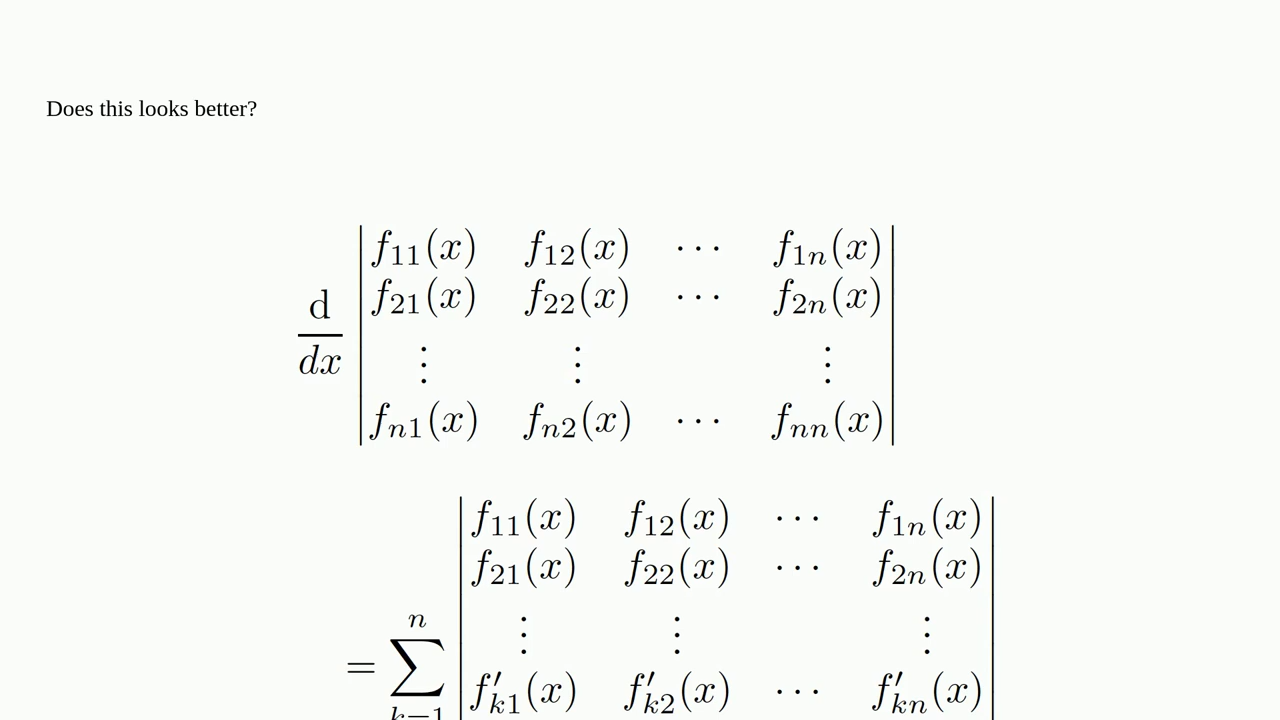 Does this looks better?
d/dx | f₁₁(x) f₁₂(x) ⋯ f₁ₙ(x) |
| f₂₁(x) f₂₂(x) ⋯ f₂ₙ(x) |
| ⋮ ⋮ ⋮ |
| fₙ₁(x) fₙ₂(x) ⋯ fₙₙ(x) |
| f₁₁(x) f₁₂(x) ⋯ f₁ₙ(x) |
| f₂₁(x) f₂₂(x) ⋯ f₂ₙ(x) |
n | ⋮ ⋮ ⋮ |
= ∑ | f′ₖ₁(x) f′ₖ₂(x) ⋯ f′ₖₙ(x) |
k=1